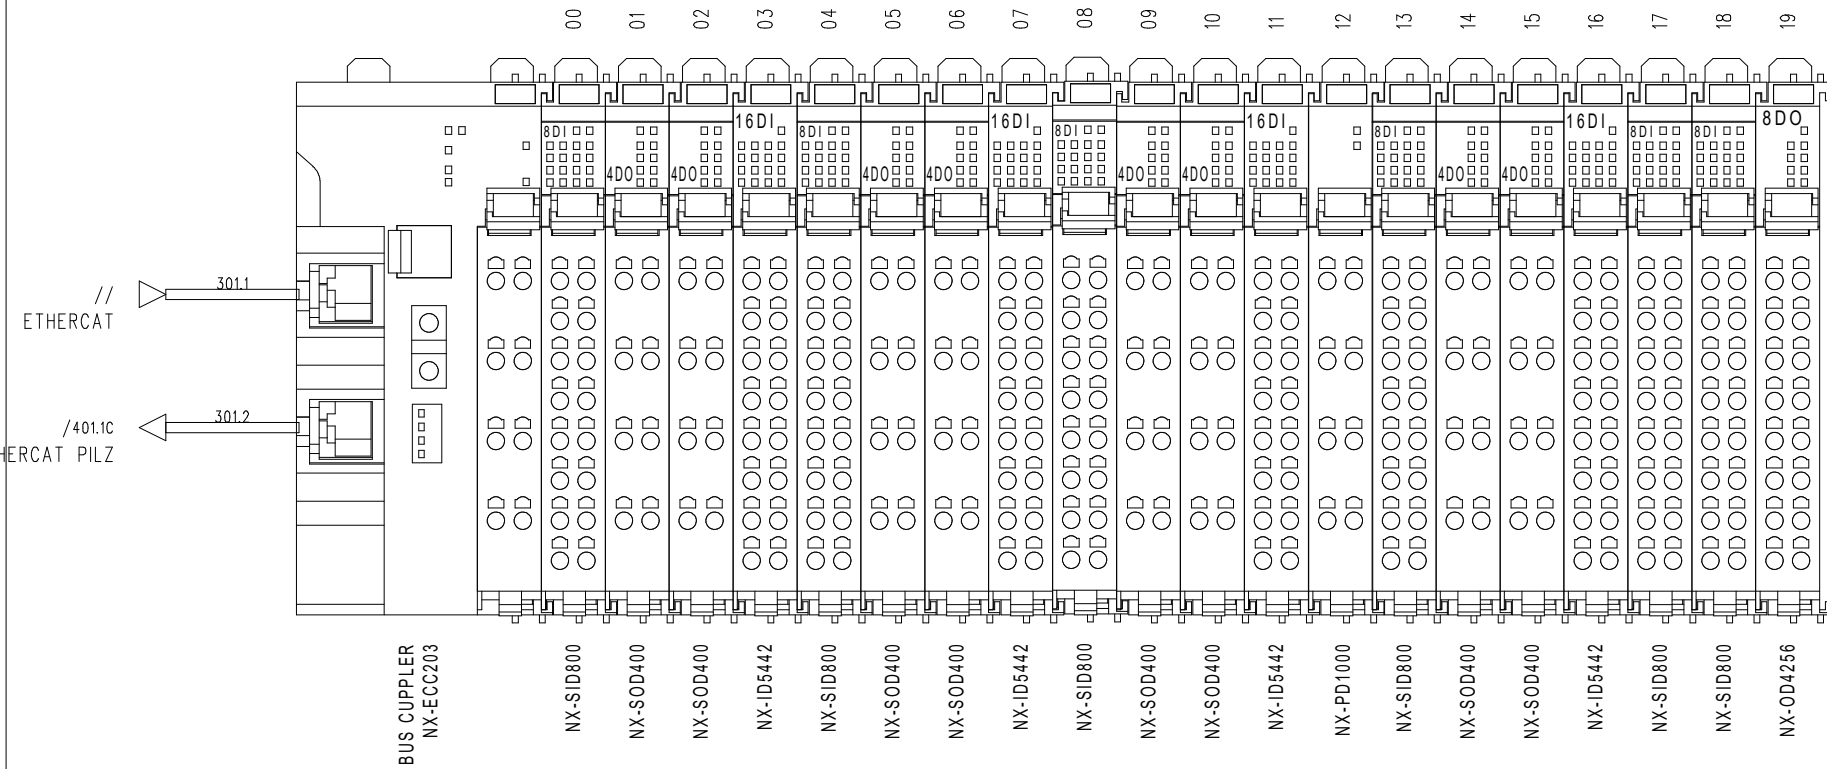 00 01 02 03 04 05 06 07 08 09 10 11 12 13 14 15 16 17 18 19
16DI 16DI 16DI 16DI 8DO
8DI 8DI 8DI 8DI 8DI 8DI
4DO 4DO 4DO 4DO 4DO 4DO 4DO 4DO
301.1
//
ETHERCAT
301.2
/401.1C
HERCAT PILZ
BUS CUPPLER
NX-ECC203
NX-SID800
NX-SOD400
NX-SOD400
NX-ID5442
NX-SID800
NX-SOD400
NX-SOD400
NX-ID5442
NX-SID800
NX-SOD400
NX-SOD400
NX-ID5442
NX-PD1000
NX-SID800
NX-SOD400
NX-SOD400
NX-ID5442
NX-SID800
NX-SID800
NX-OD4256